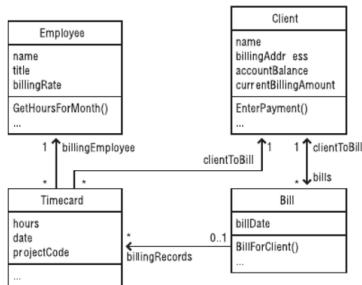 Employee
name
title
billingRate
GetHoursForMonth()
...
Client
name
billingAddr ess
accountBalance
currentBillingAmount
EnterPayment()
...
1 billingEmployee
*
clientToBill
1
*
1 clientToBill
* bills
Timecard
hours
date
projectCode
...
* 0..1
billingRecords
Bill
billDate
BillForClient()
...